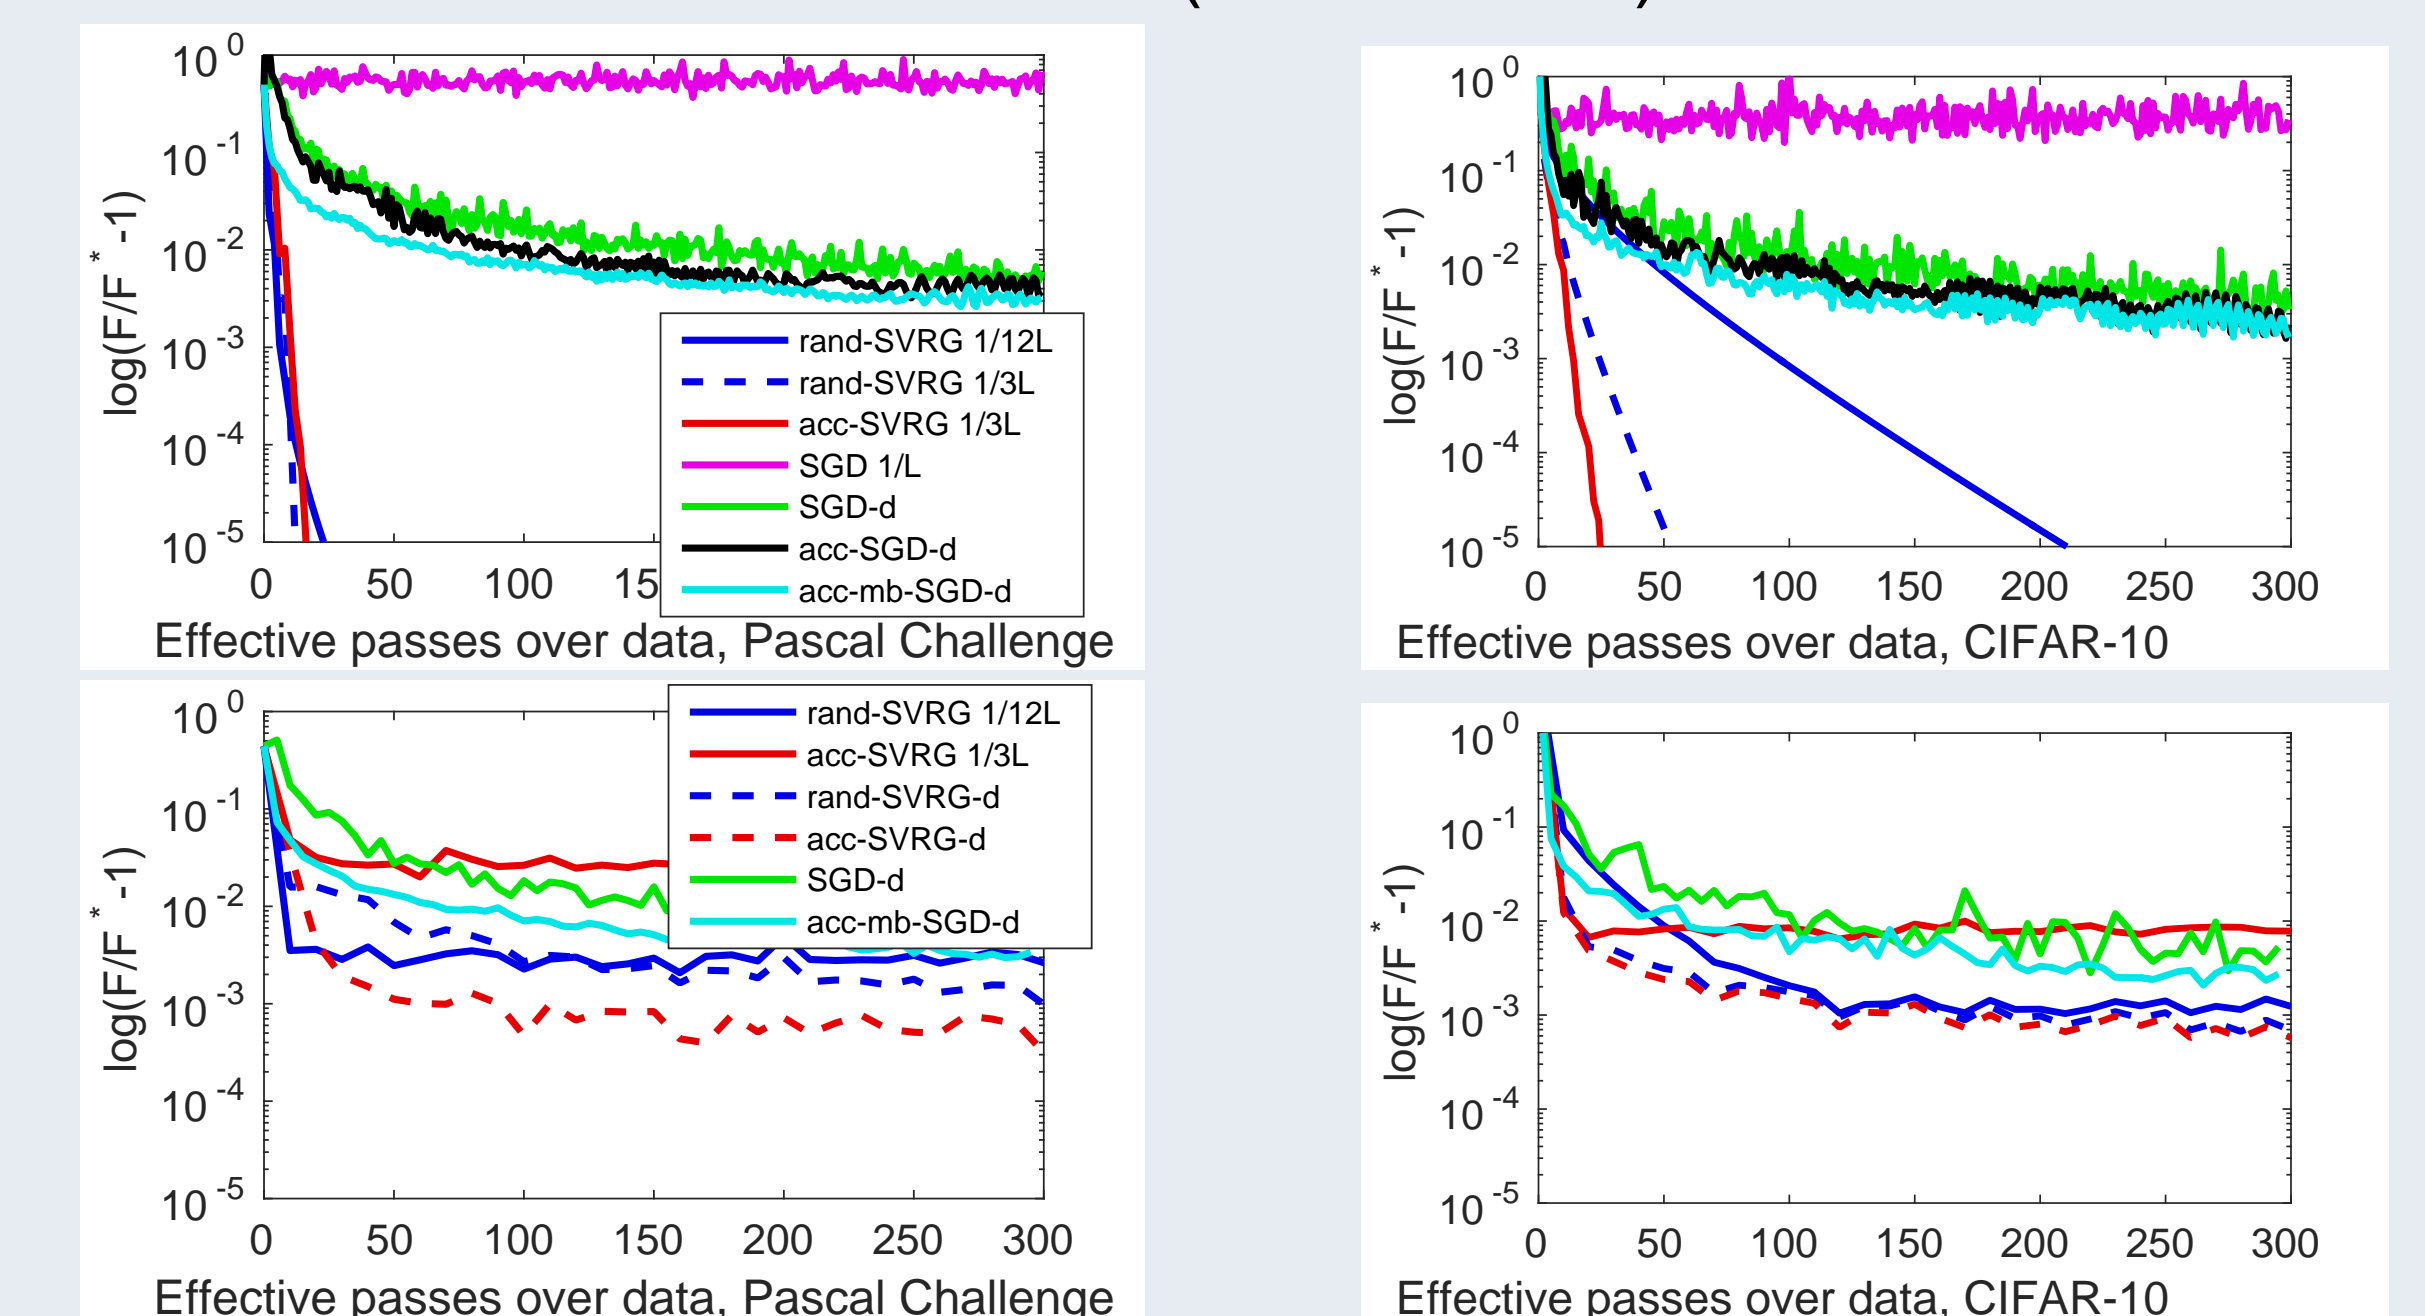 10 0
10 -1
10 -2
10 -3
10 -4
10 -5
log(F/F* -1)
0 50 100 15
rand-SVRG 1/12L
rand-SVRG 1/3L
acc-SVRG 1/3L
SGD 1/L
SGD-d
acc-SGD-d
acc-mb-SGD-d
Effective passes over data, Pascal Challenge
10 0
10 -1
10 -2
10 -3
10 -4
10 -5
log(F/F* -1)
0 50 100 150 200 250 300
Effective passes over data, CIFAR-10
10 0
10 -1
10 -2
10 -3
10 -4
10 -5
log(F/F* -1)
rand-SVRG 1/12L
acc-SVRG 1/3L
rand-SVRG-d
acc-SVRG-d
SGD-d
acc-mb-SGD-d
0 50 100 150 200 250 300
Effective passes over data, Pascal Challenge
10 0
10 -1
10 -2
10 -3
10 -4
10 -5
log(F/F* -1)
0 50 100 150 200 250 300
Effective passes over data, CIFAR-10